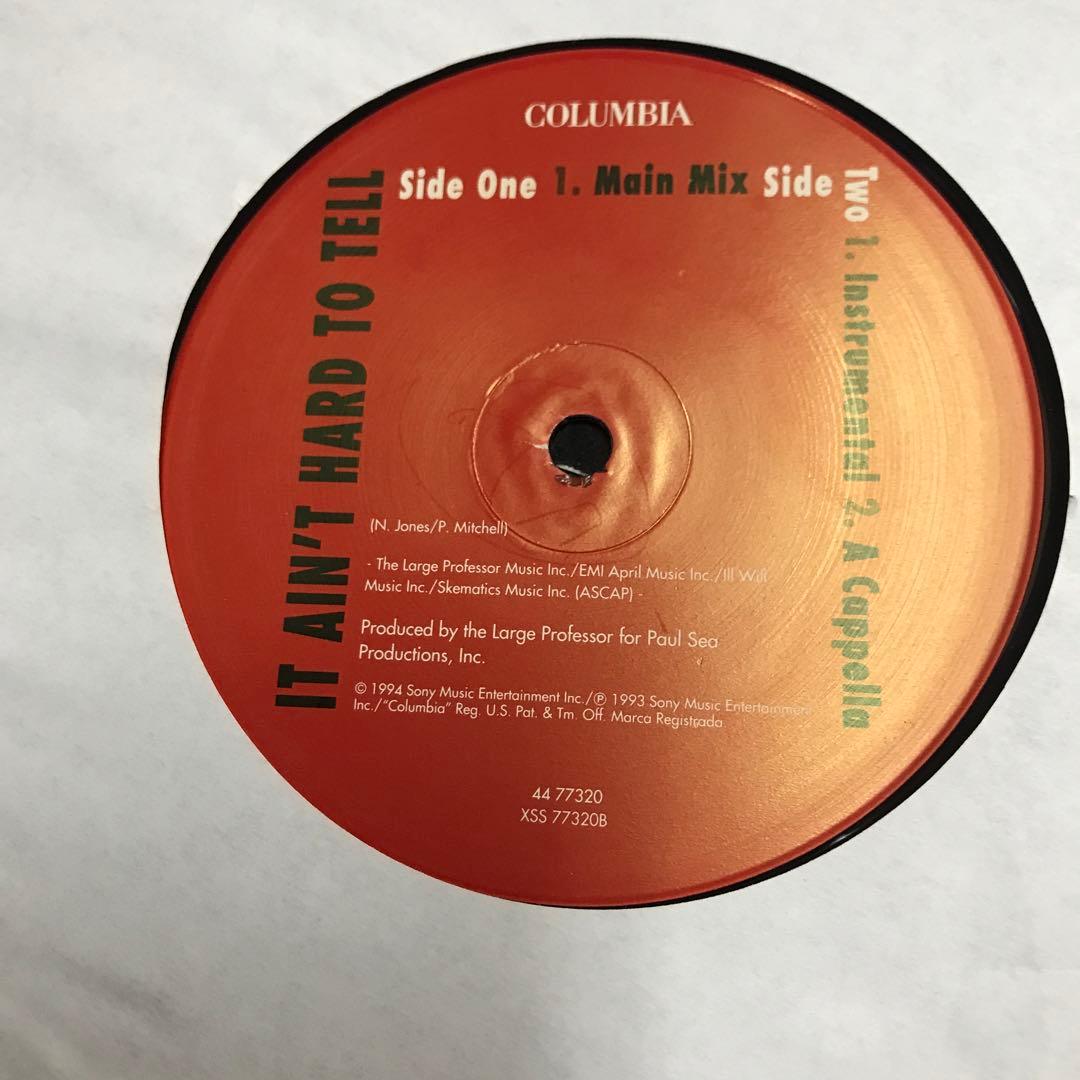 COLUMBIA
Side One 1. Main Mix Side Two 1. Instrumental 2. A Cappella
IT AIN'T HARD TO TELL
(N. Jones/P. Mitchell)
- The Large Professor Music Inc./EMI April Music Inc./Ill Will
Music Inc./Skematics Music Inc. (ASCAP) -
Produced by the Large Professor for Paul Sea
Productions, Inc.
© 1994 Sony Music Entertainment Inc./℗ 1993 Sony Music Entertainment
Inc./"Columbia" Reg. U.S. Pat. & Tm. Off. Marca Registrada.
44 77320
XSS 77320B